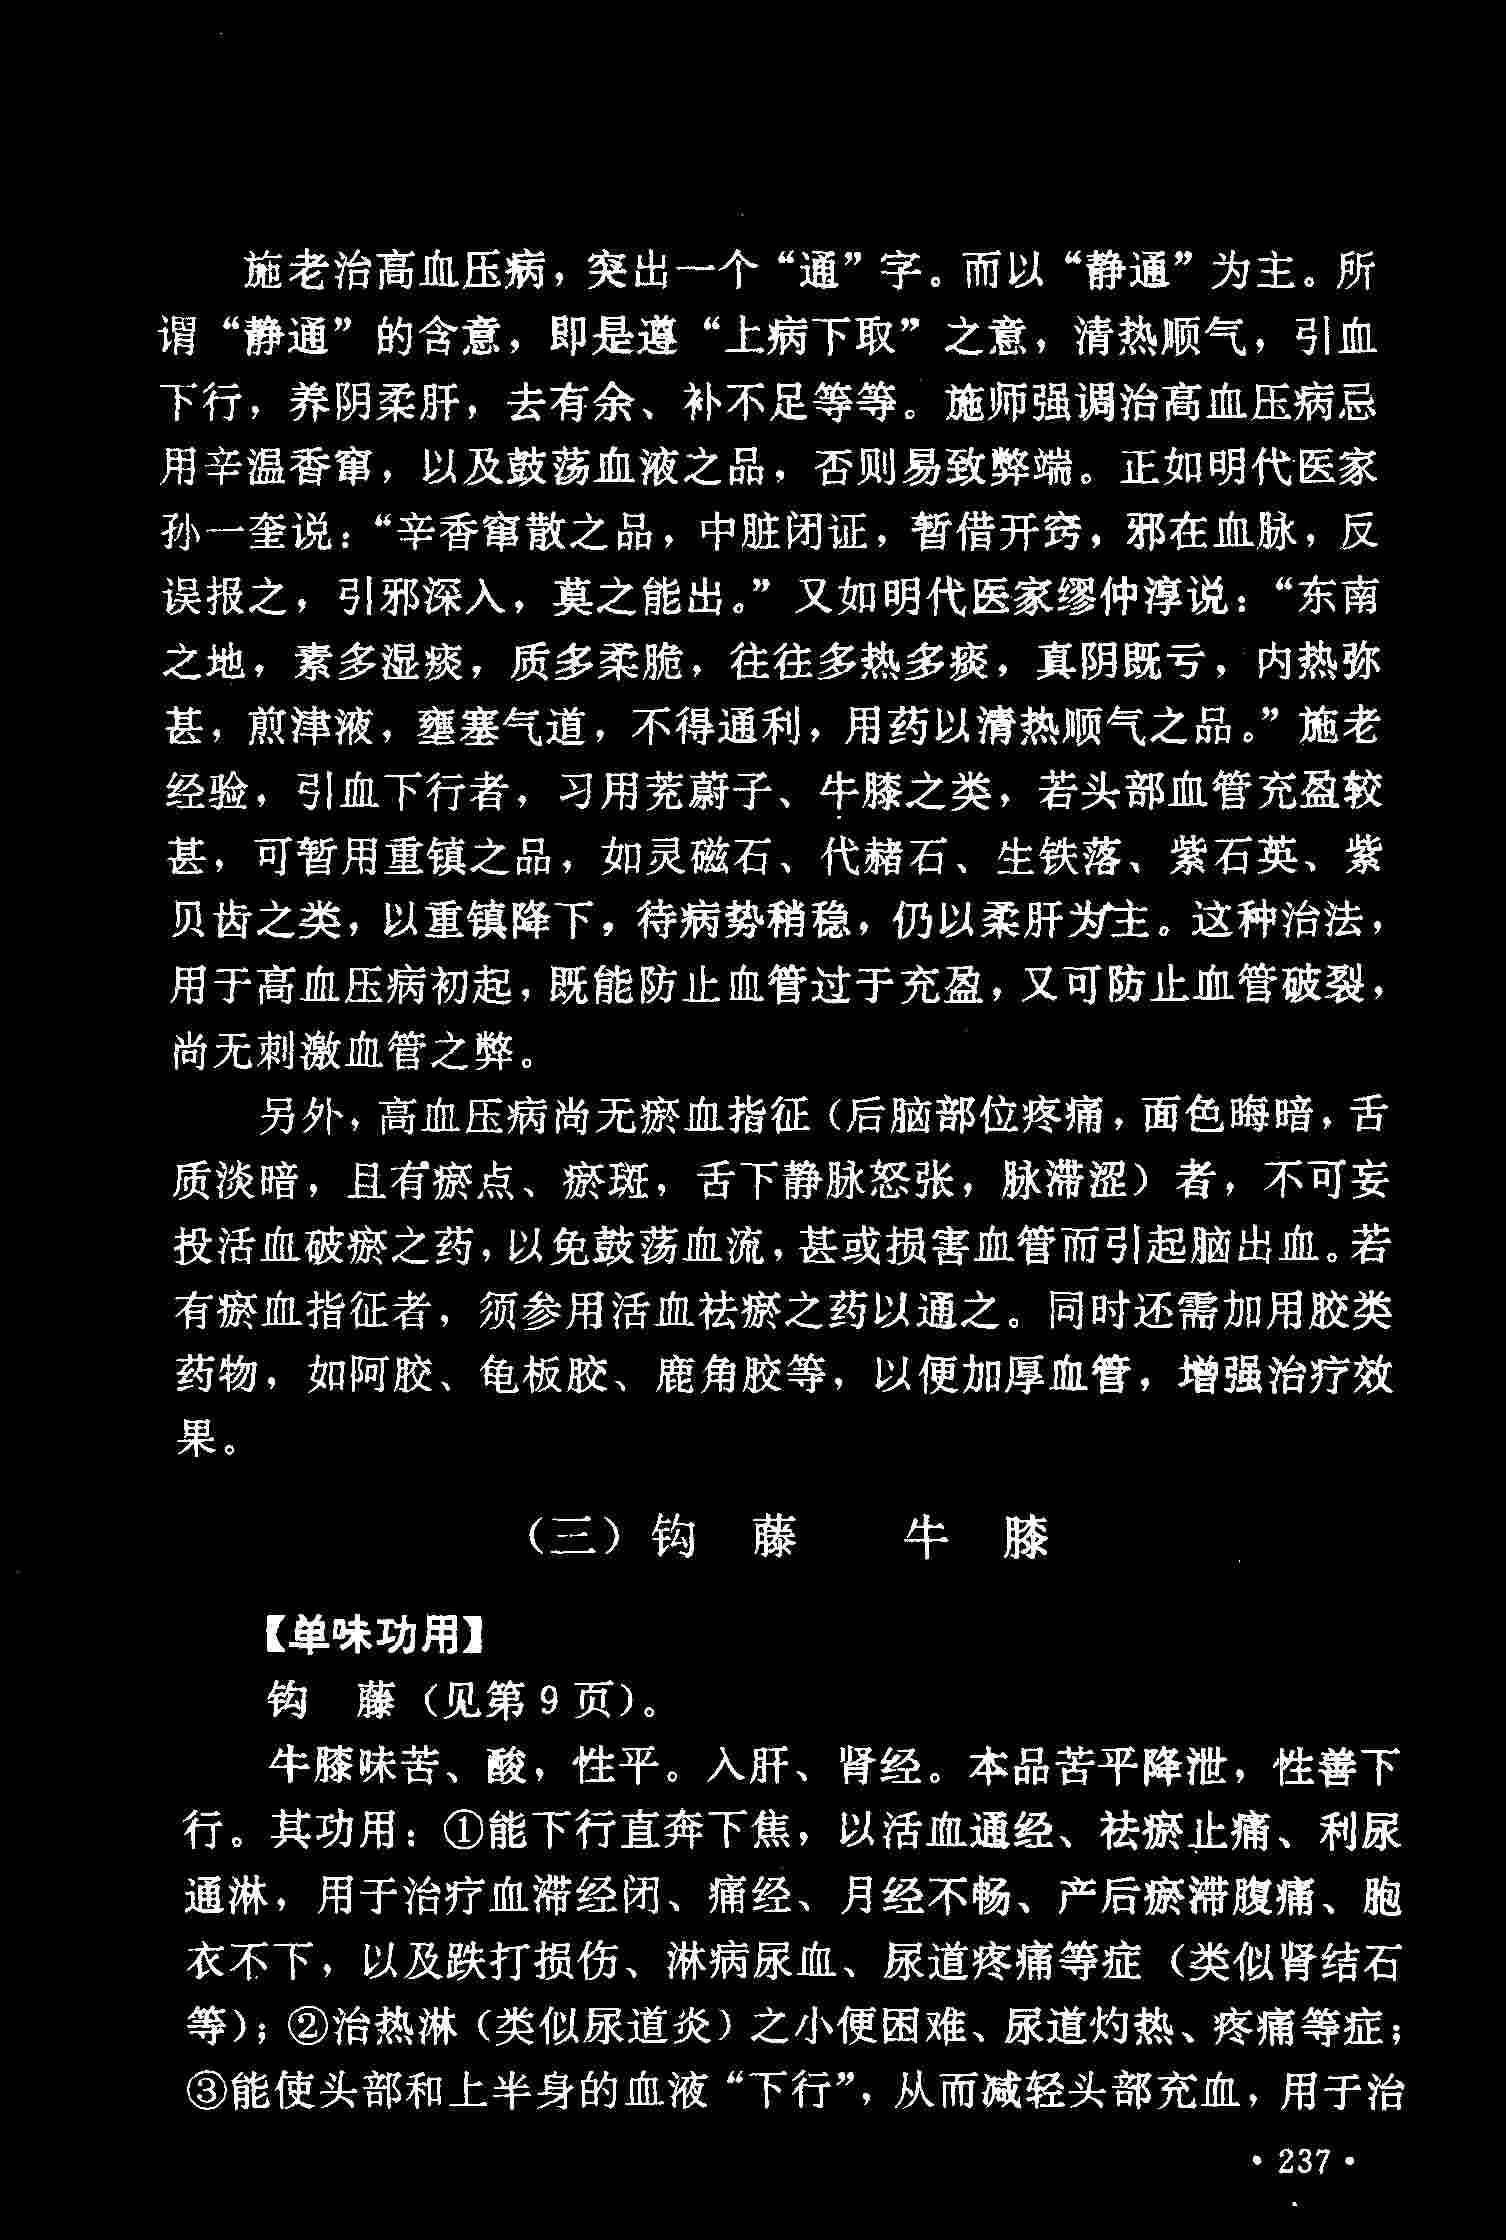 施老治高血压病，突出一个“通”字。而以“静通”为主。所
谓“静通”的含意，即是遵“上病下取”之意，清热顺气，引血
下行，养阴柔肝，去有余、补不足等等。施师强调治高血压病忌
用辛温香窜，以及鼓荡血液之品，否则易致弊端。正如明代医家
孙一奎说：“辛香窜散之品，中脏闭证，暂借开窍，邪在血脉，反
误报之，引邪深入，莫之能出。”又如明代医家缪仲淳说：“东南
之地，素多湿痰，质多柔脆，往往多热多痰，真阴既亏，内热弥
甚，煎津液，壅塞气道，不得通利，用药以清热顺气之品。”施老
经验，引血下行者，习用茺蔚子、牛膝之类，若头部血管充盈较
甚，可暂用重镇之品，如灵磁石、代赭石、生铁落、紫石英、紫
贝齿之类，以重镇降下，待病势稍稳，仍以柔肝为主。这种治法，
用于高血压病初起，既能防止血管过于充盈，又可防止血管破裂，
尚无刺激血管之弊。
另外，高血压病尚无瘀血指征（后脑部位疼痛，面色晦暗，舌
质淡暗，且有瘀点、瘀斑，舌下静脉怒张，脉滞涩）者，不可妄
投活血破瘀之药，以免鼓荡血流，甚或损害血管而引起脑出血。若
有瘀血指征者，须参用活血祛瘀之药以通之。同时还需加用胶类
药物，如阿胶、龟板胶、鹿角胶等，以便加厚血管，增强治疗效
果。
（三）钩　藤　　牛　膝
【单味功用】
钩　藤（见第 9 页）。
牛膝味苦、酸，性平。入肝、肾经。本品苦平降泄，性善下
行。其功用：①能下行直奔下焦，以活血通经、祛瘀止痛、利尿
通淋，用于治疗血滞经闭、痛经、月经不畅、产后瘀滞腹痛、胞
衣不下，以及跌打损伤、淋病尿血、尿道疼痛等症（类似肾结石
等）；②治热淋（类似尿道炎）之小便困难、尿道灼热、疼痛等症；
③能使头部和上半身的血液“下行”，从而减轻头部充血，用于治
· 237 ·